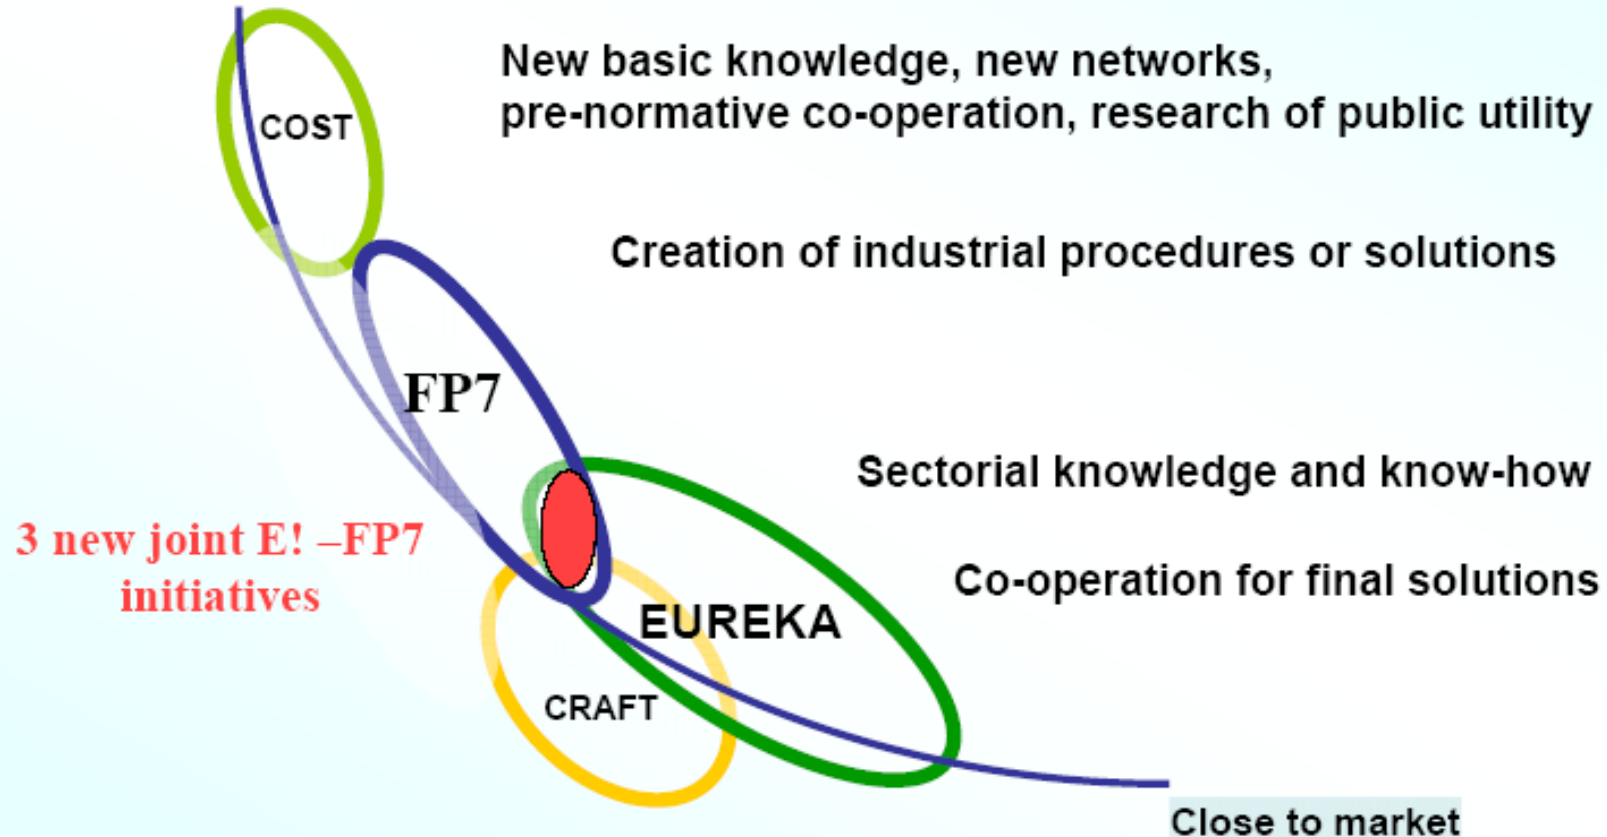 New basic knowledge, new networks,
pre-normative co-operation, research of public utility
COST
Creation of industrial procedures or solutions
FP7
Sectorial knowledge and know-how
3 new joint E! –FP7
initiatives
Co-operation for final solutions
EUREKA
CRAFT
Close to market